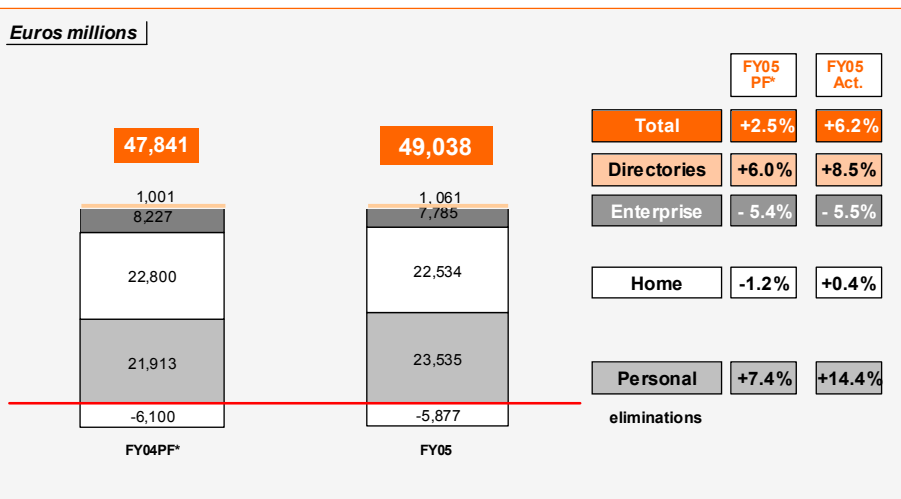 Euros millions
FY05 PF*
FY05 Act.
47,841
49,038
Total +2.5% +6.2%
1,001
1, 061
Directories +6.0% +8.5%
8,227
7,785
Enterprise - 5.4% - 5.5%
22,800
22,534
Home -1.2% +0.4%
21,913
23,535
Personal +7.4% +14.4%
-6,100
-5,877
eliminations
FY04PF*
FY05